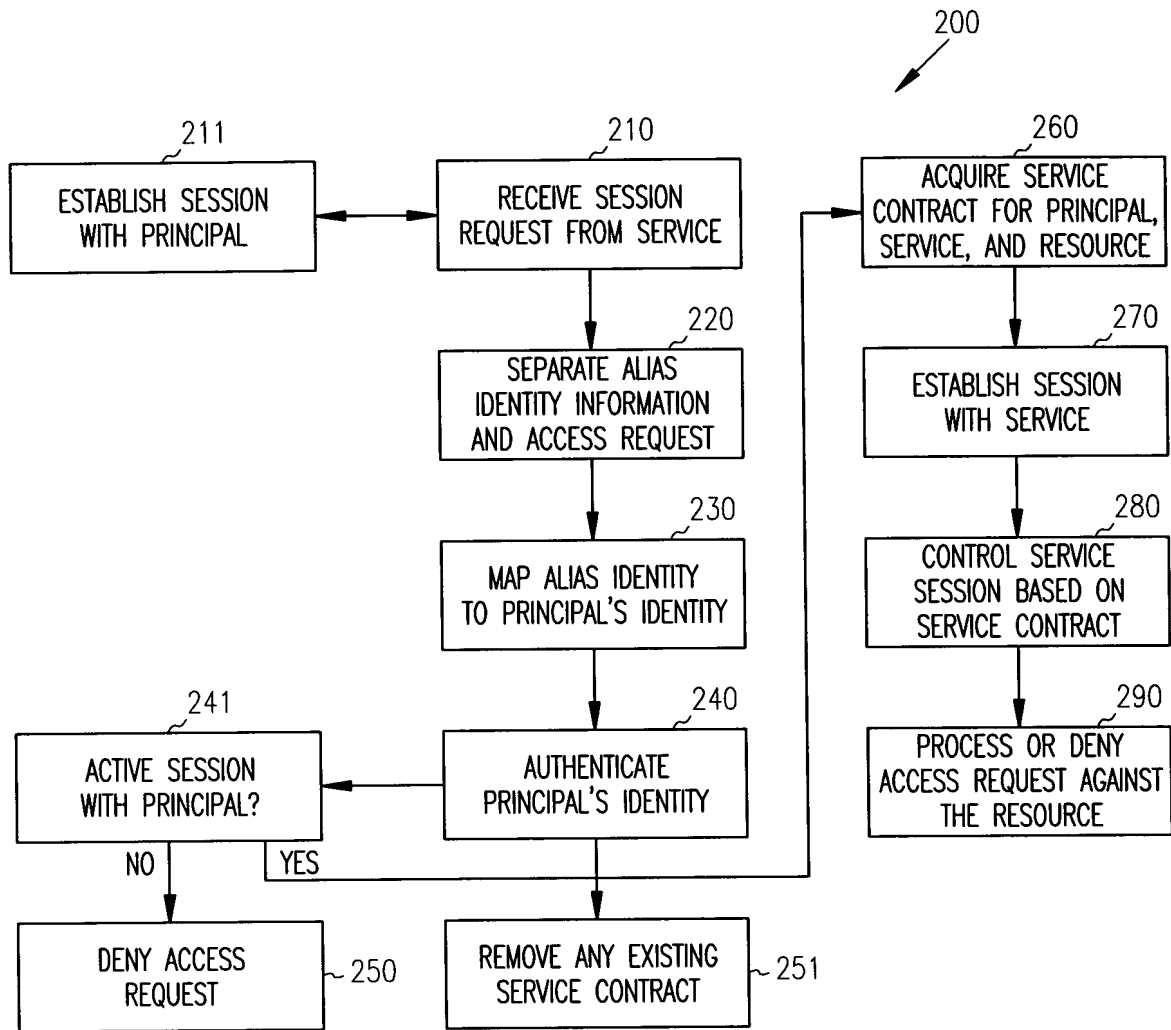 200
211
ESTABLISH SESSION
WITH PRINCIPAL
210
RECEIVE SESSION
REQUEST FROM SERVICE
220
SEPARATE ALIAS
IDENTITY INFORMATION
AND ACCESS REQUEST
230
MAP ALIAS IDENTITY
TO PRINCIPAL'S IDENTITY
240
AUTHENTICATE
PRINCIPAL'S IDENTITY
241
ACTIVE SESSION
WITH PRINCIPAL?
NO
YES
DENY ACCESS
REQUEST
250
REMOVE ANY EXISTING
SERVICE CONTRACT
251
260
ACQUIRE SERVICE
CONTRACT FOR PRINCIPAL,
SERVICE, AND RESOURCE
270
ESTABLISH SESSION
WITH SERVICE
280
CONTROL SERVICE
SESSION BASED ON
SERVICE CONTRACT
290
PROCESS OR DENY
ACCESS REQUEST AGAINST
THE RESOURCE